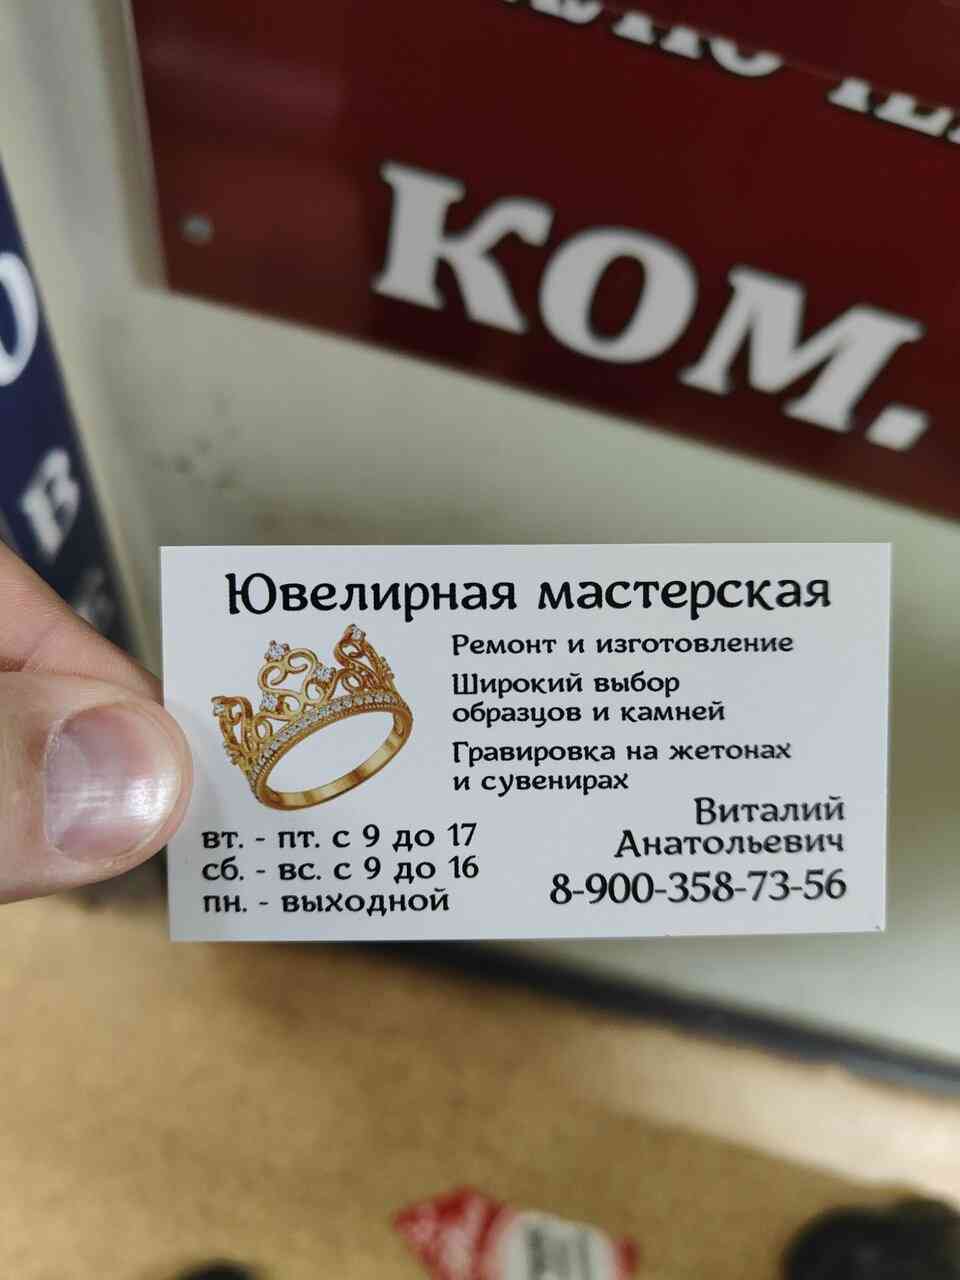 ком.
В
Ювелирная мастерская
Ремонт и изготовление
Широкий выбор
образцов и камней
Гравировка на жетонах
и сувенирах
Виталий
Анатольевич
8-900-358-73-56
вт. - пт. с 9 до 17
сб. - вс. с 9 до 16
пн. - выходной